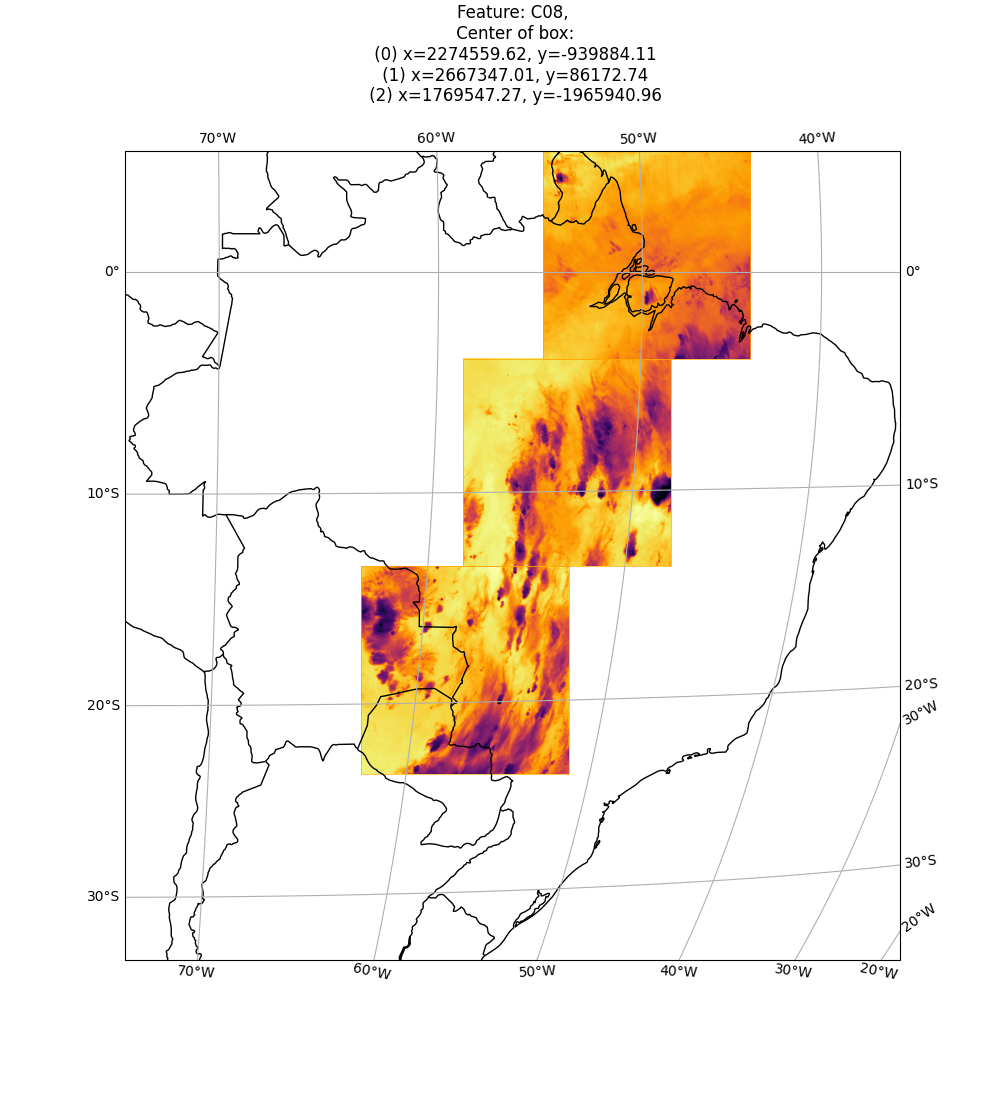 Feature: C08,
Center of box:
(0) x=2274559.62, y=-939884.11
(1) x=2667347.01, y=86172.74
(2) x=1769547.27, y=-1965940.96
70°W 60°W 50°W 40°W
0° 0°
10°S 10°S
20°S 20°S
30°W
30°S 30°S
20°W
70°W 60°W 50°W 40°W 30°W 20°W